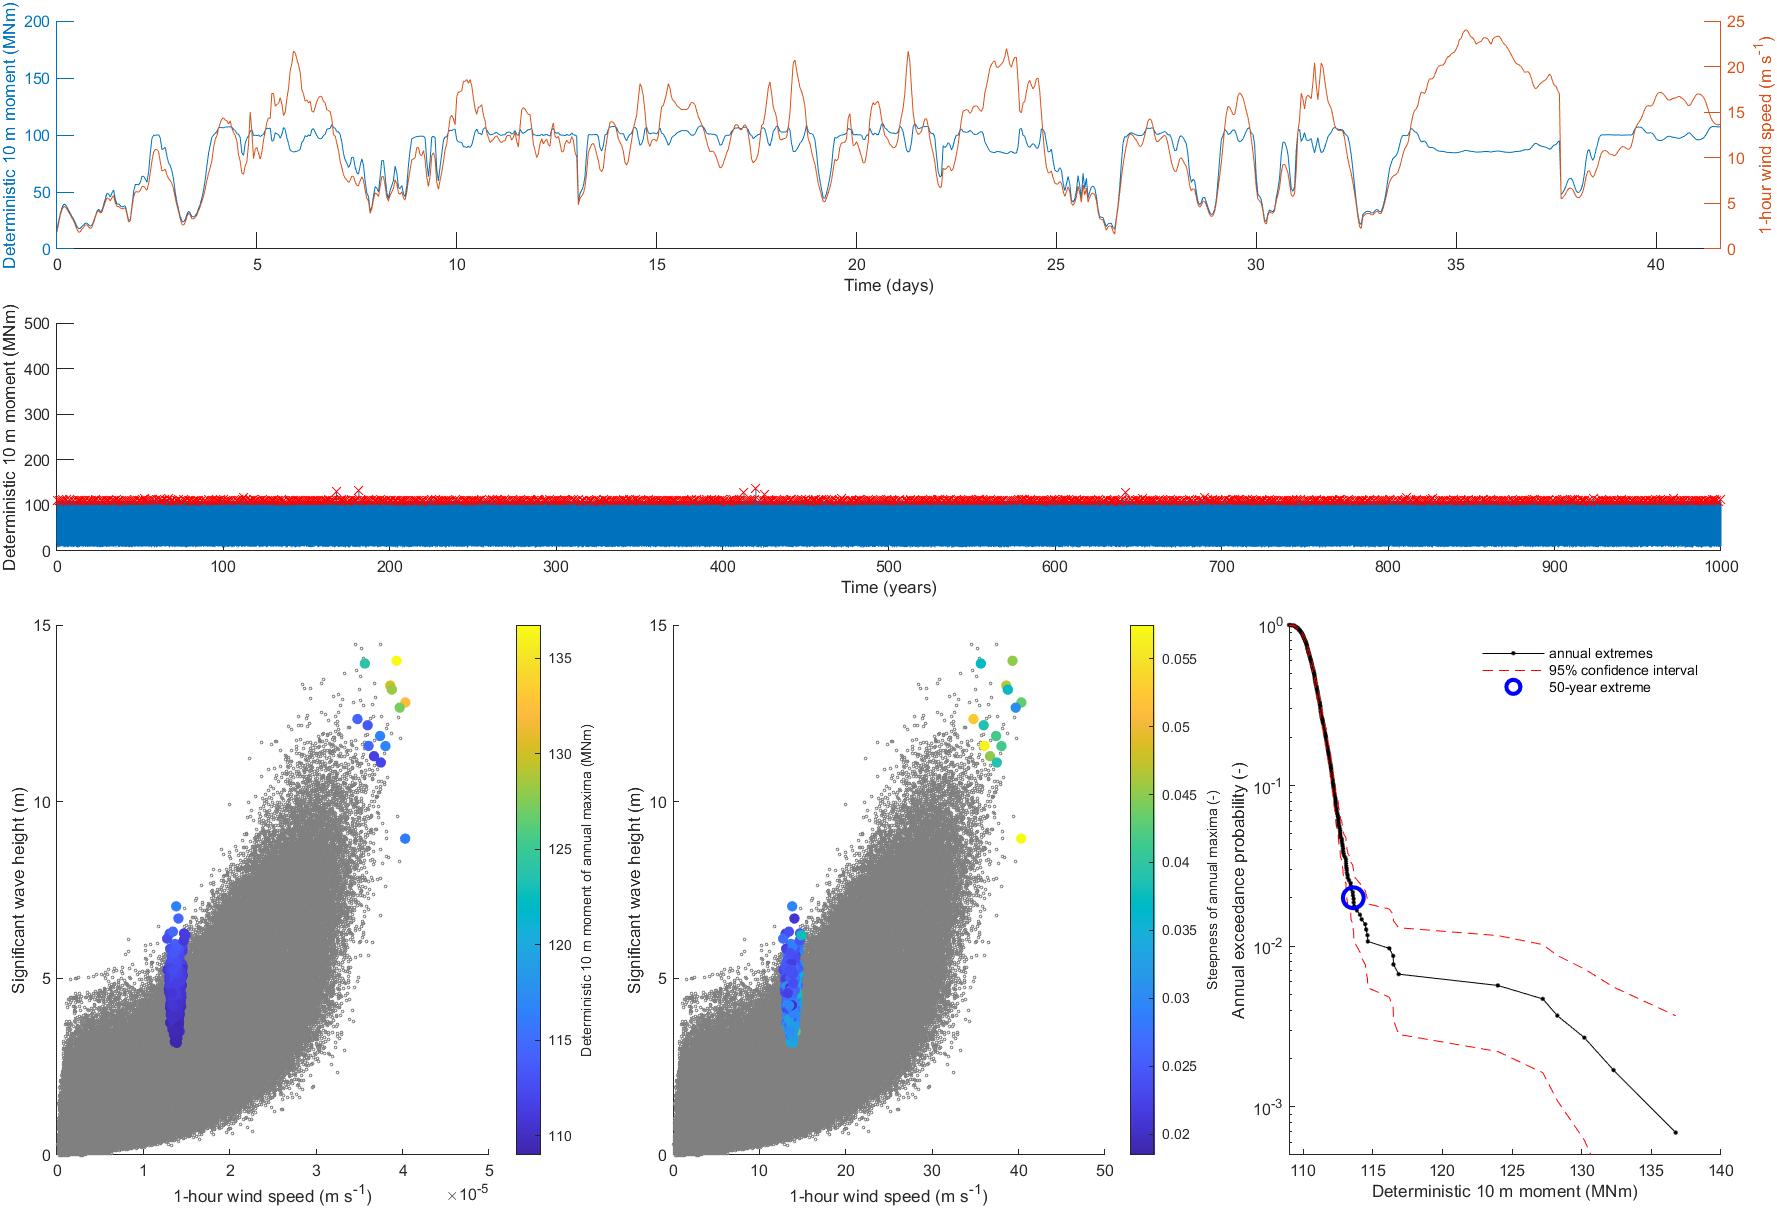 Deterministic 10 m moment (MNm)
200
150
100
50
0
25
20
15
10
5
0
1-hour wind speed (m s-1)
0 5 10 15 20 25 30 35 40
Time (days)
Deterministic 10 m moment (MNm)
500
400
300
200
100
0
0 100 200 300 400 500 600 700 800 900 1000
Time (years)
Significant wave height (m)
15
10
5
0
0 1 2 3 4 5
×10-5
1-hour wind speed (m s-1)
135
130
125
120
115
110
Deterministic 10 m moment of annual maxima (MNm)
Significant wave height (m)
15
10
5
0
0 10 20 30 40 50
1-hour wind speed (m s-1)
0.055
0.05
0.045
0.04
0.035
0.03
0.025
0.02
Steepness of annual maxima (-)
Annual exceedance probability (-)
100
10-1
10-2
10-3
annual extremes
95% confidence interval
50-year extreme
110 115 120 125 130 135 140
Deterministic 10 m moment (MNm)